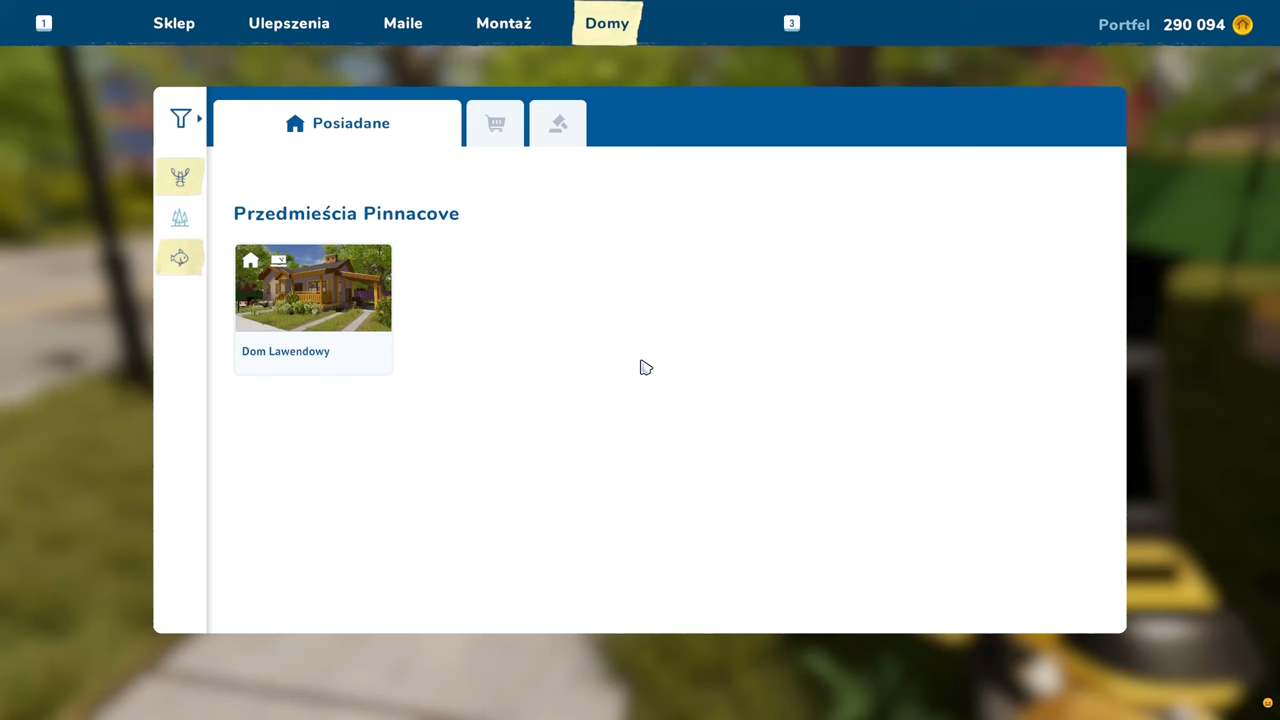 1 Sklep Ulepszenia Maile Montaż Domy 3 Portfel 290 094
Posiadane
Przedmieścia Pinnacove
Dom Lawendowy